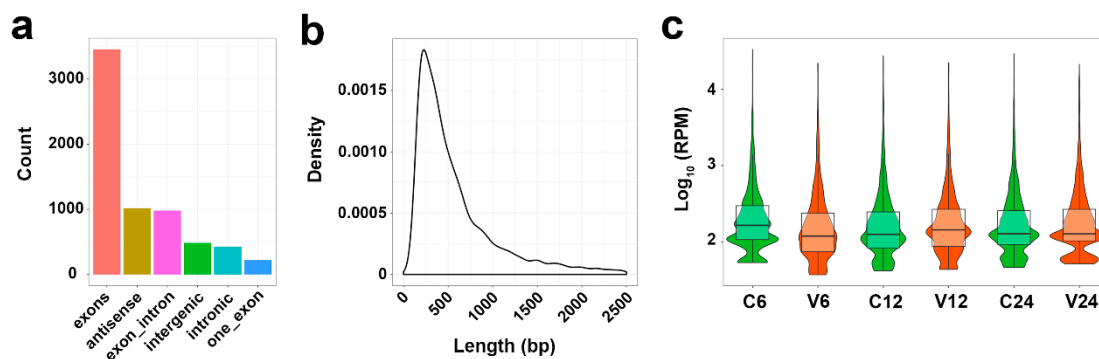 a
Count
3000
2000
1000
0
exons
antisense
exon_intron
intergenic
intronic
one_exon
b
Density
0.0015
0.0010
0.0005
0
0
500
1000
1500
2000
2500
Length (bp)
c
Log₁₀ (RPM)
4
3
2
C6
V6
C12
V12
C24
V24